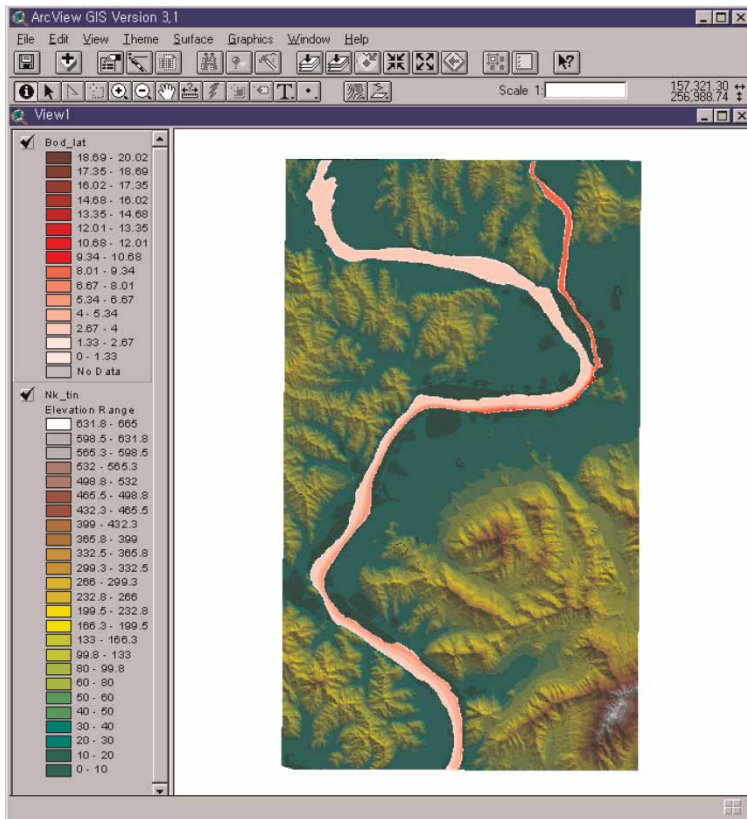 ArcView GIS Version 3.1
File Edit View Theme Surface Graphics Window Help
Scale 1:
157,321.30
256,988.74
View1
Bod_lat
18.69 - 20.02
17.35 - 18.69
16.02 - 17.35
14.68 - 16.02
13.35 - 14.68
12.01 - 13.35
10.68 - 12.01
9.34 - 10.68
8.01 - 9.34
6.67 - 8.01
5.34 - 6.67
4 - 5.34
2.67 - 4
1.33 - 2.67
0 - 1.33
No Data
Nk_tin
Elevation Range
631.8 - 665
598.5 - 631.8
565.3 - 598.5
532 - 565.3
498.8 - 532
465.5 - 498.8
432.3 - 465.5
399 - 432.3
365.8 - 399
332.5 - 365.8
299.3 - 332.5
266 - 299.3
232.8 - 266
199.5 - 232.8
166.3 - 199.5
133 - 166.3
99.8 - 133
80 - 99.8
60 - 80
50 - 60
40 - 50
30 - 40
20 - 30
10 - 20
0 - 10